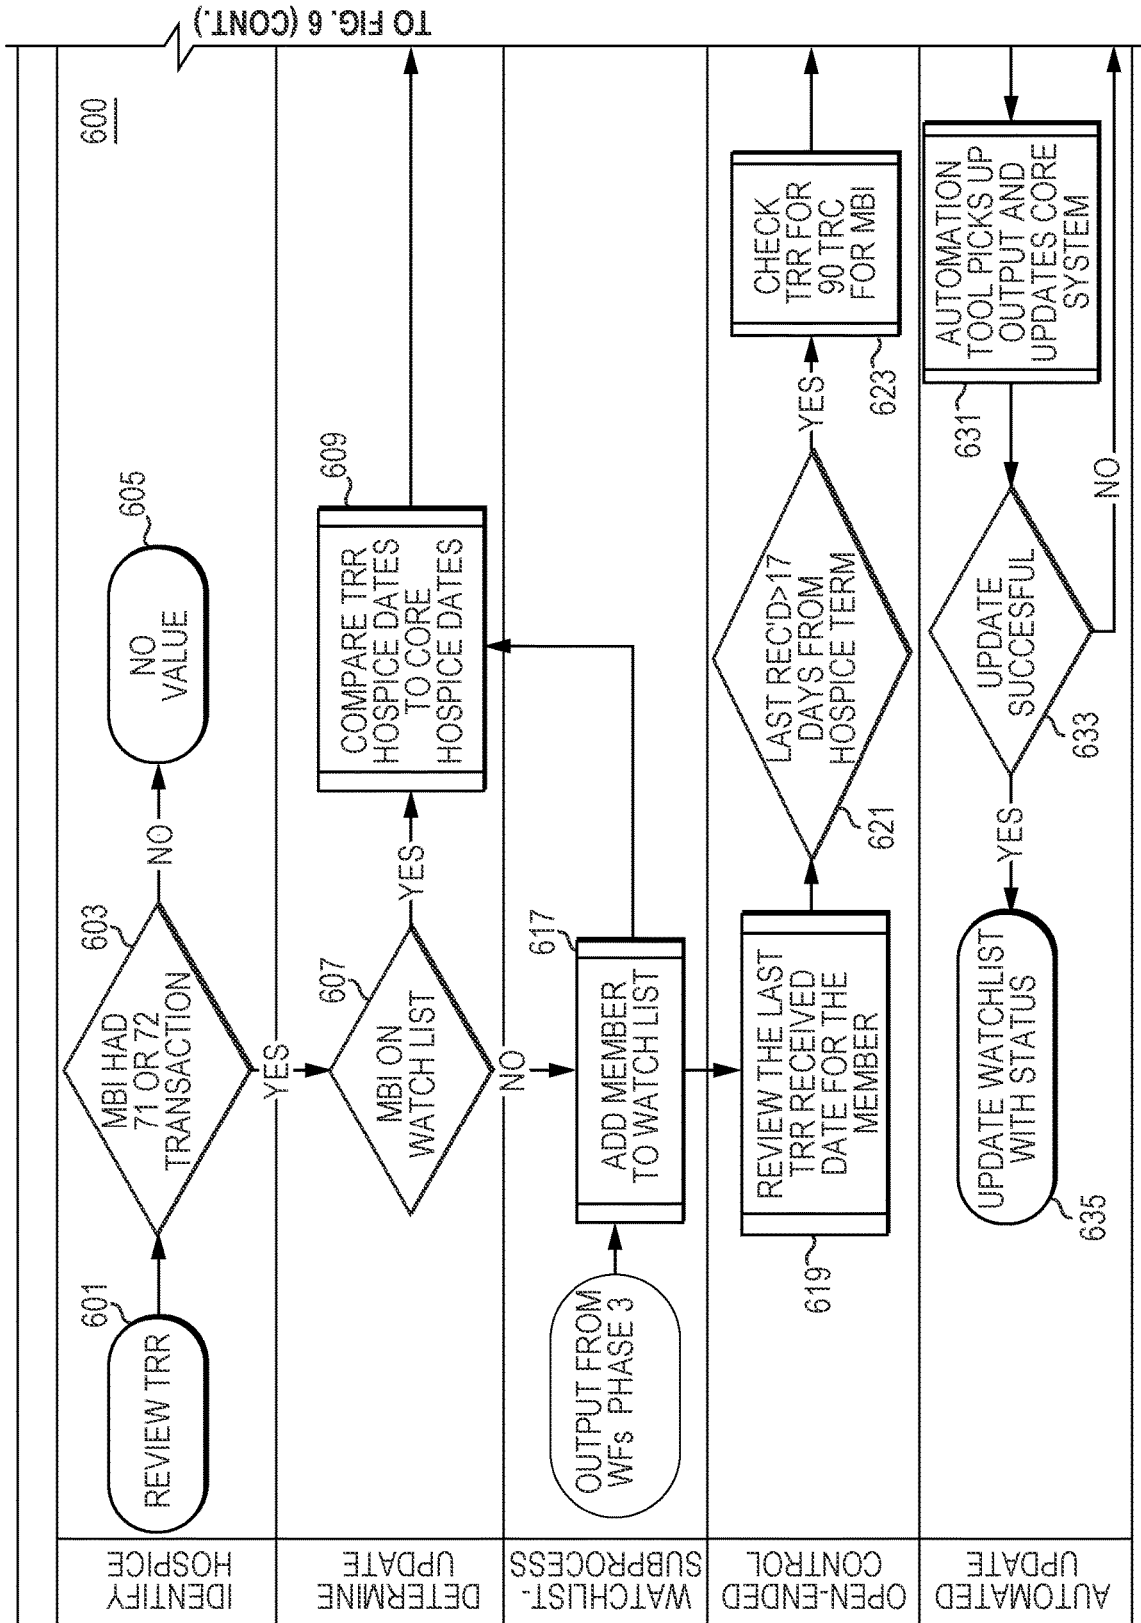 600
TO FIG. 6 (CONT.)
IDENTIFY
HOSPICE
601
REVIEW TRR
603
MBI HAD
71 OR 72
TRANSACTION
NO
605
NO
VALUE
YES
DETERMINE
UPDATE
607
MBI ON
WATCH LIST
YES
609
COMPARE TRR
HOSPICE DATES
TO CORE
HOSPICE DATES
NO
WATCHLIST-
SUBPROCESS
OUTPUT FROM
WFs PHASE 3
617
ADD MEMBER
TO WATCH LIST
OPEN-ENDED
CONTROL
REVIEW THE LAST
TRR RECEIVED
DATE FOR THE
MEMBER
619
LAST REC'D>17
DAYS FROM
HOSPICE TERM
621
YES
CHECK
TRR FOR
90 TRC
FOR MBI
623
AUTOMATED
UPDATE
UPDATE WATCHLIST
WITH STATUS
635
YES
UPDATE
SUCCESFUL
633
NO
631
AUTOMATION
TOOL PICKS UP
OUTPUT AND
UPDATES CORE
SYSTEM